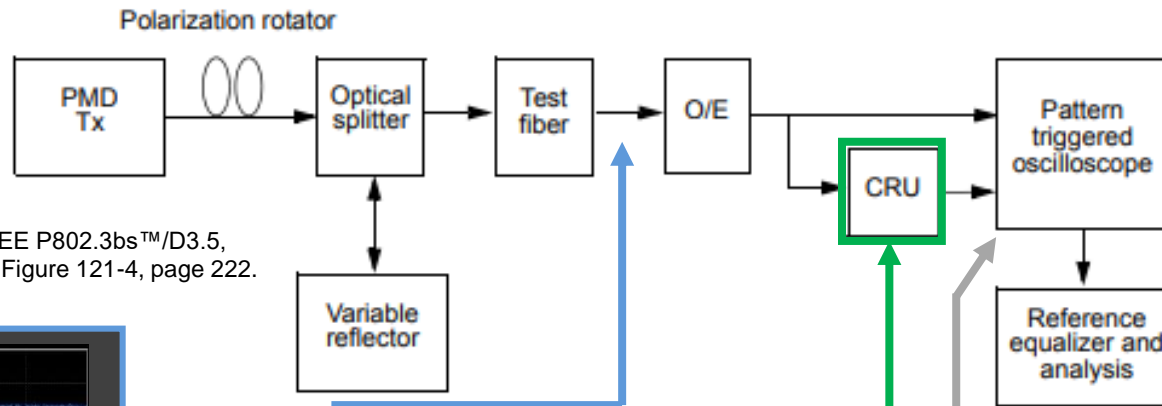 Polarization rotator
PMD
Tx
Optical
splitter
Test
fiber
O/E
CRU
Pattern
triggered
oscilloscope
EE P802.3bs™/D3.5,
Figure 121-4, page 222.
Variable
reflector
Reference
equalizer and
analysis